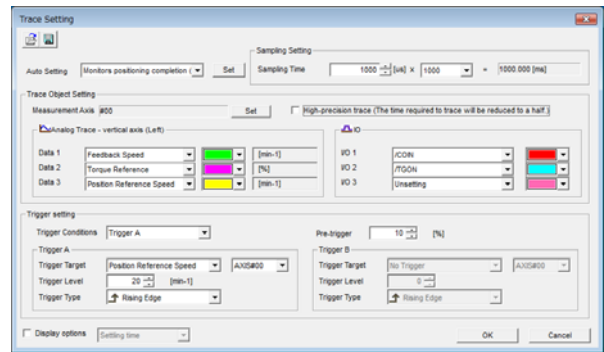 Trace Setting
Sampling Setting
Auto Setting Monitors positioning completion ( Set Sampling Time 1000 [us] x 1000 = 1000.000 [ms]
Trace Object Setting
Measurement Axis #00 Set High-precision trace (The time required to trace will be reduced to a half.)
Analog Trace - vertical axis (Left) IO
Data 1 Feedback Speed [min-1] I/O 1 /COIN
Data 2 Torque Reference [%] I/O 2 /TGON
Data 3 Position Reference Speed [min-1] I/O 3 Unsetting
Trigger setting
Trigger Conditions Trigger A Pre-trigger 10 [%]
Trigger A Trigger B
Trigger Target Position Reference Speed AXIS#00 Trigger Target No Trigger AXIS#00
Trigger Level 20 [min-1] Trigger Level 0
Trigger Type Rising Edge Trigger Type Rising Edge
Display options Settling time OK Cancel